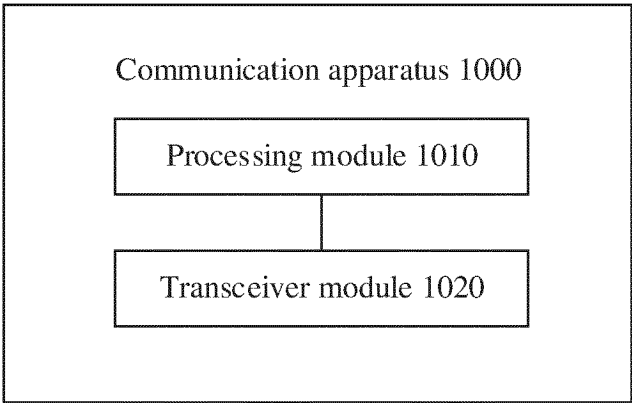 Communication apparatus 1000
Processing module 1010
Transceiver module 1020